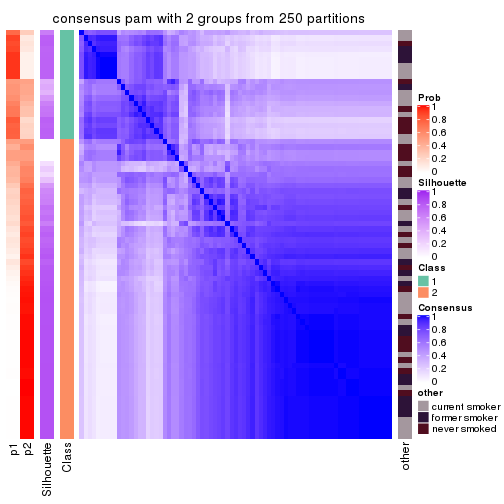 consensus pam with 2 groups from 250 partitions
Prob
1
0.8
0.6
0.4
0.2
0
Silhouette
1
0.8
0.6
0.4
0.2
0
Class
1
2
Consensus
1
0.8
0.6
0.4
0.2
0
other
current smoker
former smoker
never smoked
p1
p2
Silhouette
Class
other